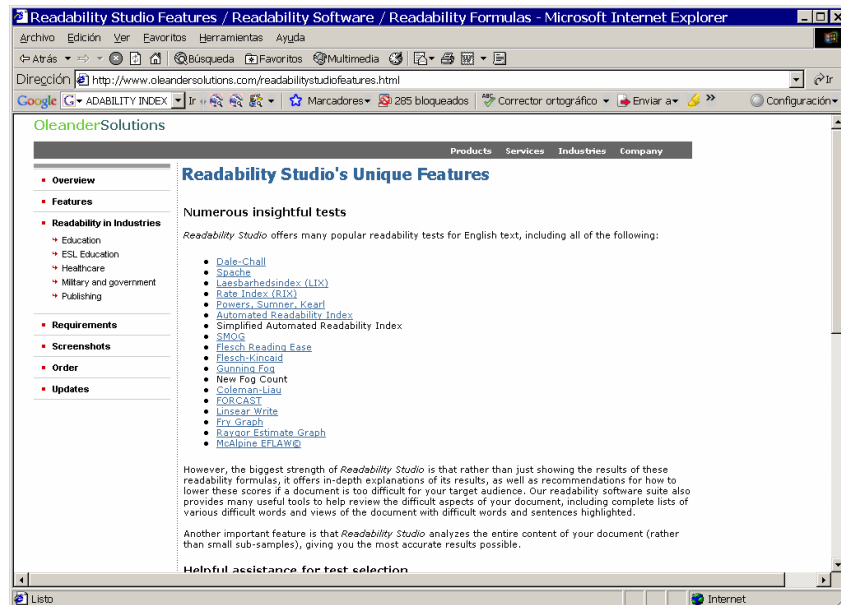 Readability Studio Features / Readability Software / Readability Formulas - Microsoft Internet Explorer
Archivo Edición Ver Favoritos Herramientas Ayuda
Atrás Búsqueda Favoritos Multimedia
Dirección http://www.oleandersolutions.com/readabilitystudiofeatures.html Ir
Google G ADABILITY INDEX Ir Marcadores 285 bloqueados ABC Corrector ortográfico Enviar a » Configuración
OleanderSolutions
Products Services Industries Company
Overview
Features
Readability in Industries
Education
ESL Education
Healthcare
Military and government
Publishing
Requirements
Screenshots
Order
Updates
Readability Studio's Unique Features
Numerous insightful tests
Readability Studio offers many popular readability tests for English text, including all of the following:
Dale-Chall
Spache
Laesbarhedsindex (LIX)
Rate Index (RIX)
Powers, Sumner, Kearl
Automated Readability Index
Simplified Automated Readability Index
SMOG
Flesch Reading Ease
Flesch-Kincaid
Gunning Fog
New Fog Count
Coleman-Liau
FORCAST
Linsear Write
Fry Graph
Raygor Estimate Graph
McAlpine EFLAW©
However, the biggest strength of Readability Studio is that rather than just showing the results of these
readability formulas, it offers in-depth explanations of its results, as well as recommendations for how to
lower these scores if a document is too difficult for your target audience. Our readability software suite also
provides many useful tools to help review the difficult aspects of your document, including complete lists of
various difficult words and views of the document with difficult words and sentences highlighted.
Another important feature is that Readability Studio analyzes the entire content of your document (rather
than small sub-samples), giving you the most accurate results possible.
Helpful assistance for test selection
Listo Internet